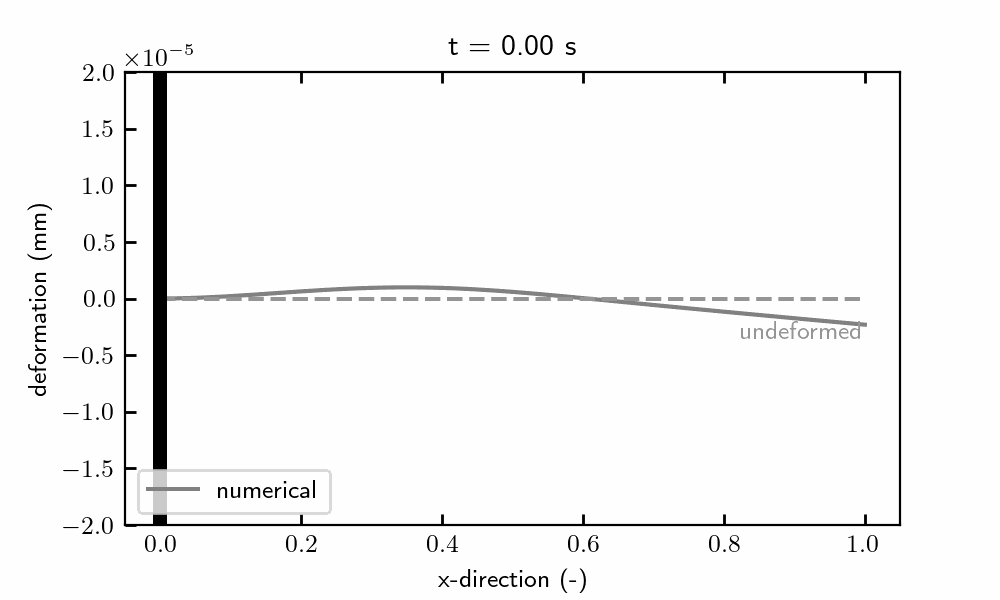 t = 0.00 s
×10⁻⁵
2.0
1.5
1.0
0.5
0.0
−0.5
−1.0
−1.5
−2.0
deformation (mm)
undeformed
numerical
0.0 0.2 0.4 0.6 0.8 1.0
x-direction (-)